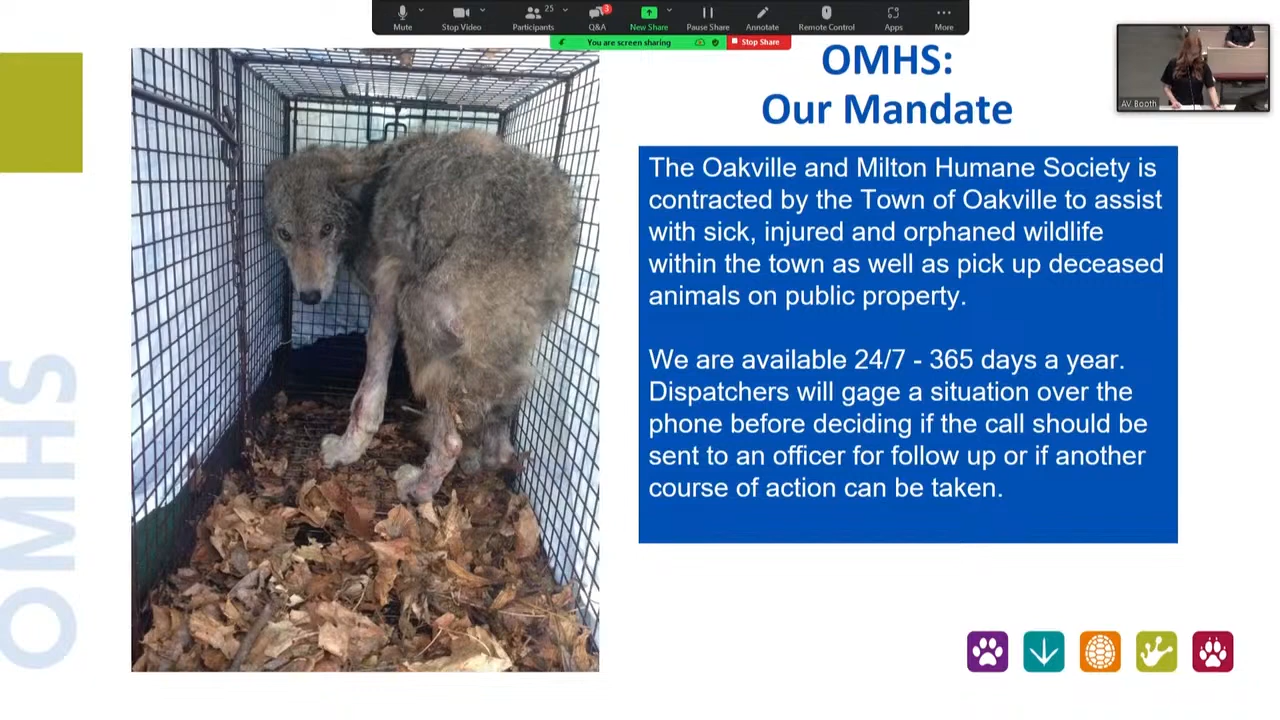 25
3
Mute
Stop Video
Participants
Q&A
New Share
Pause Share
Annotate
Remote Control
Apps
More
You are screen sharing
Stop Share
AV Booth
OMHS:
Our Mandate
The Oakville and Milton Humane Society is
contracted by the Town of Oakville to assist
with sick, injured and orphaned wildlife
within the town as well as pick up deceased
animals on public property.
We are available 24/7 - 365 days a year.
Dispatchers will gage a situation over the
phone before deciding if the call should be
sent to an officer for follow up or if another
course of action can be taken.
OMHS